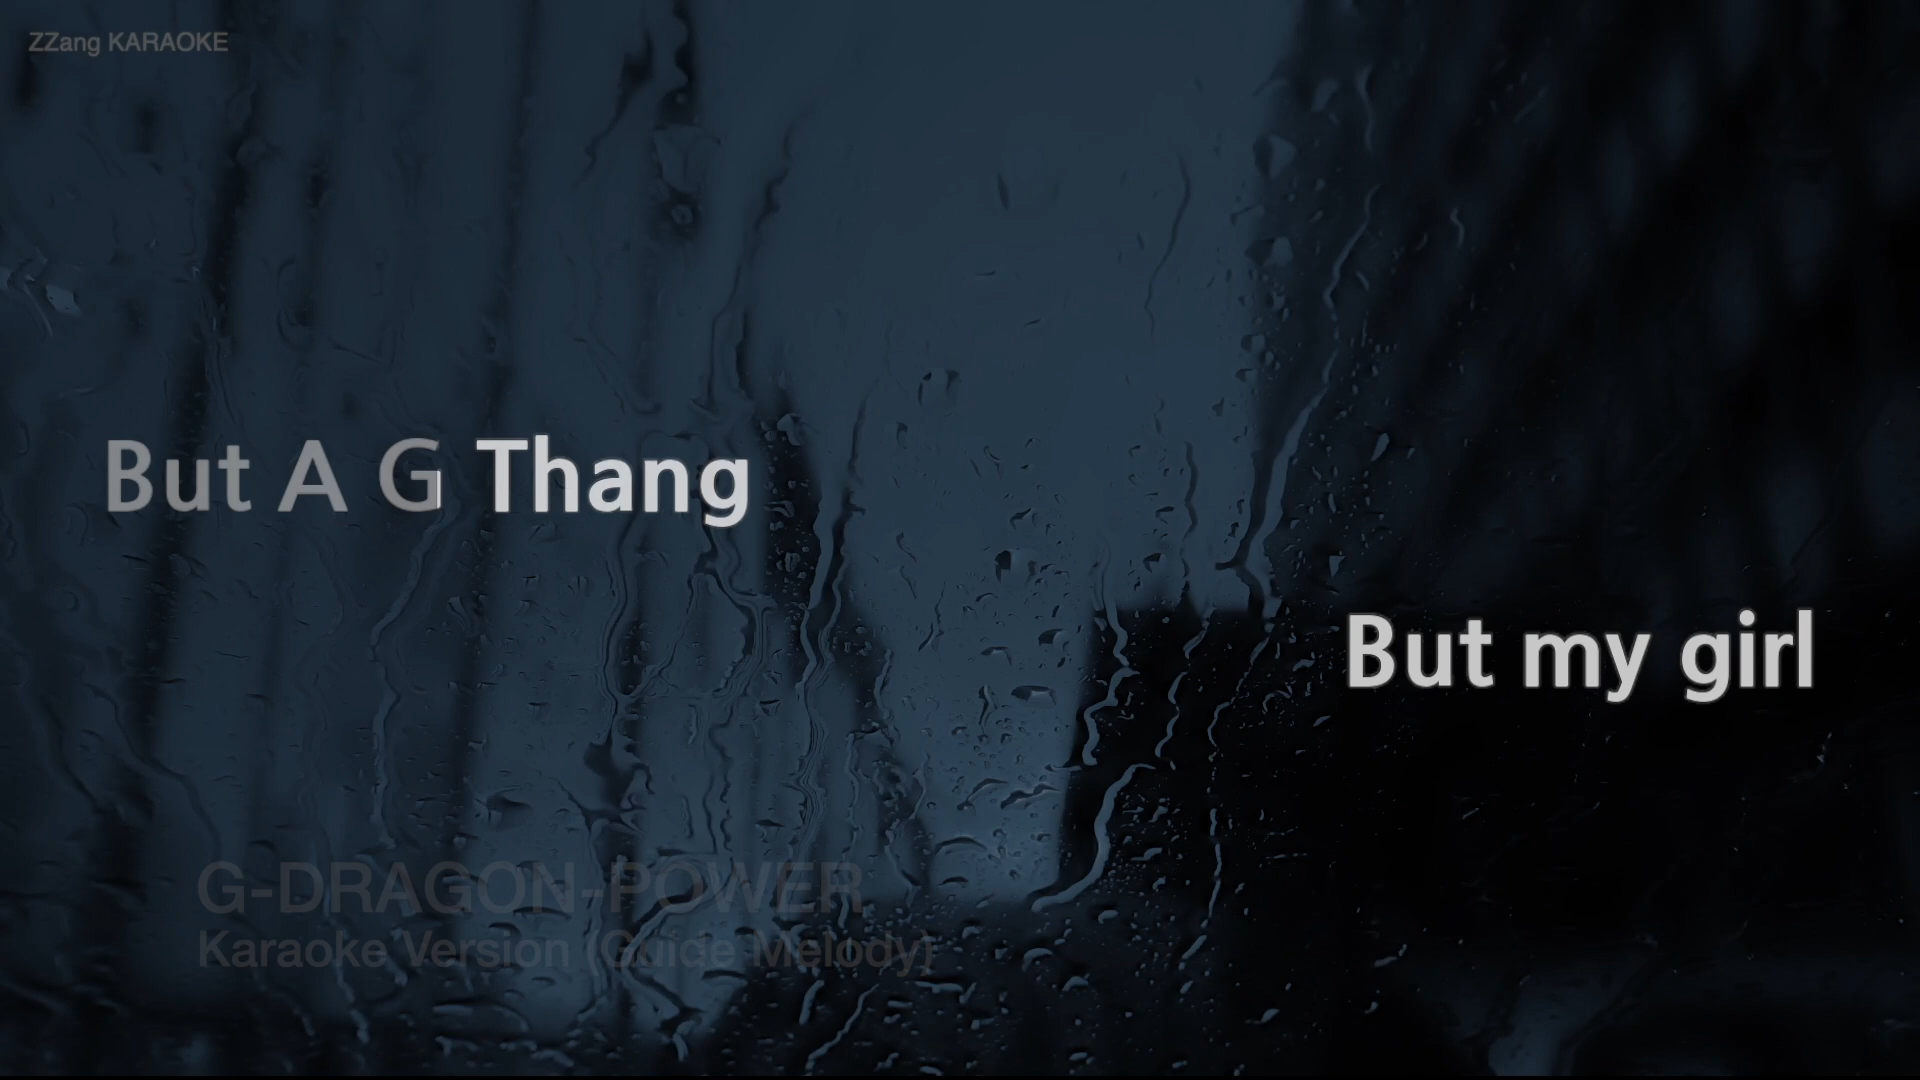 ZZang KARAOKE
But A G Thang
But my girl
G-DRAGON-POWER
Karaoke Version (Guide Melody)